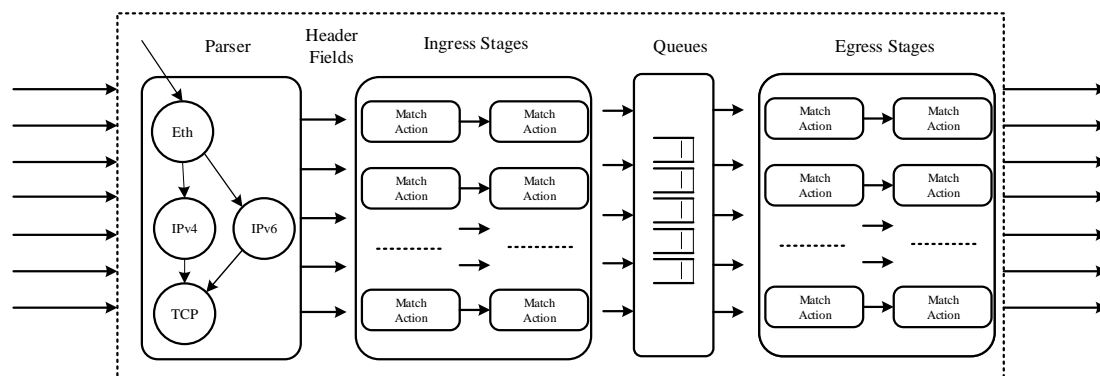 Parser
Header
Fields
Ingress Stages
Queues
Egress Stages
Eth
IPv4
IPv6
TCP
Match
Action
Match
Action
Match
Action
Match
Action
Match
Action
Match
Action
Match
Action
Match
Action
Match
Action
Match
Action
Match
Action
Match
Action